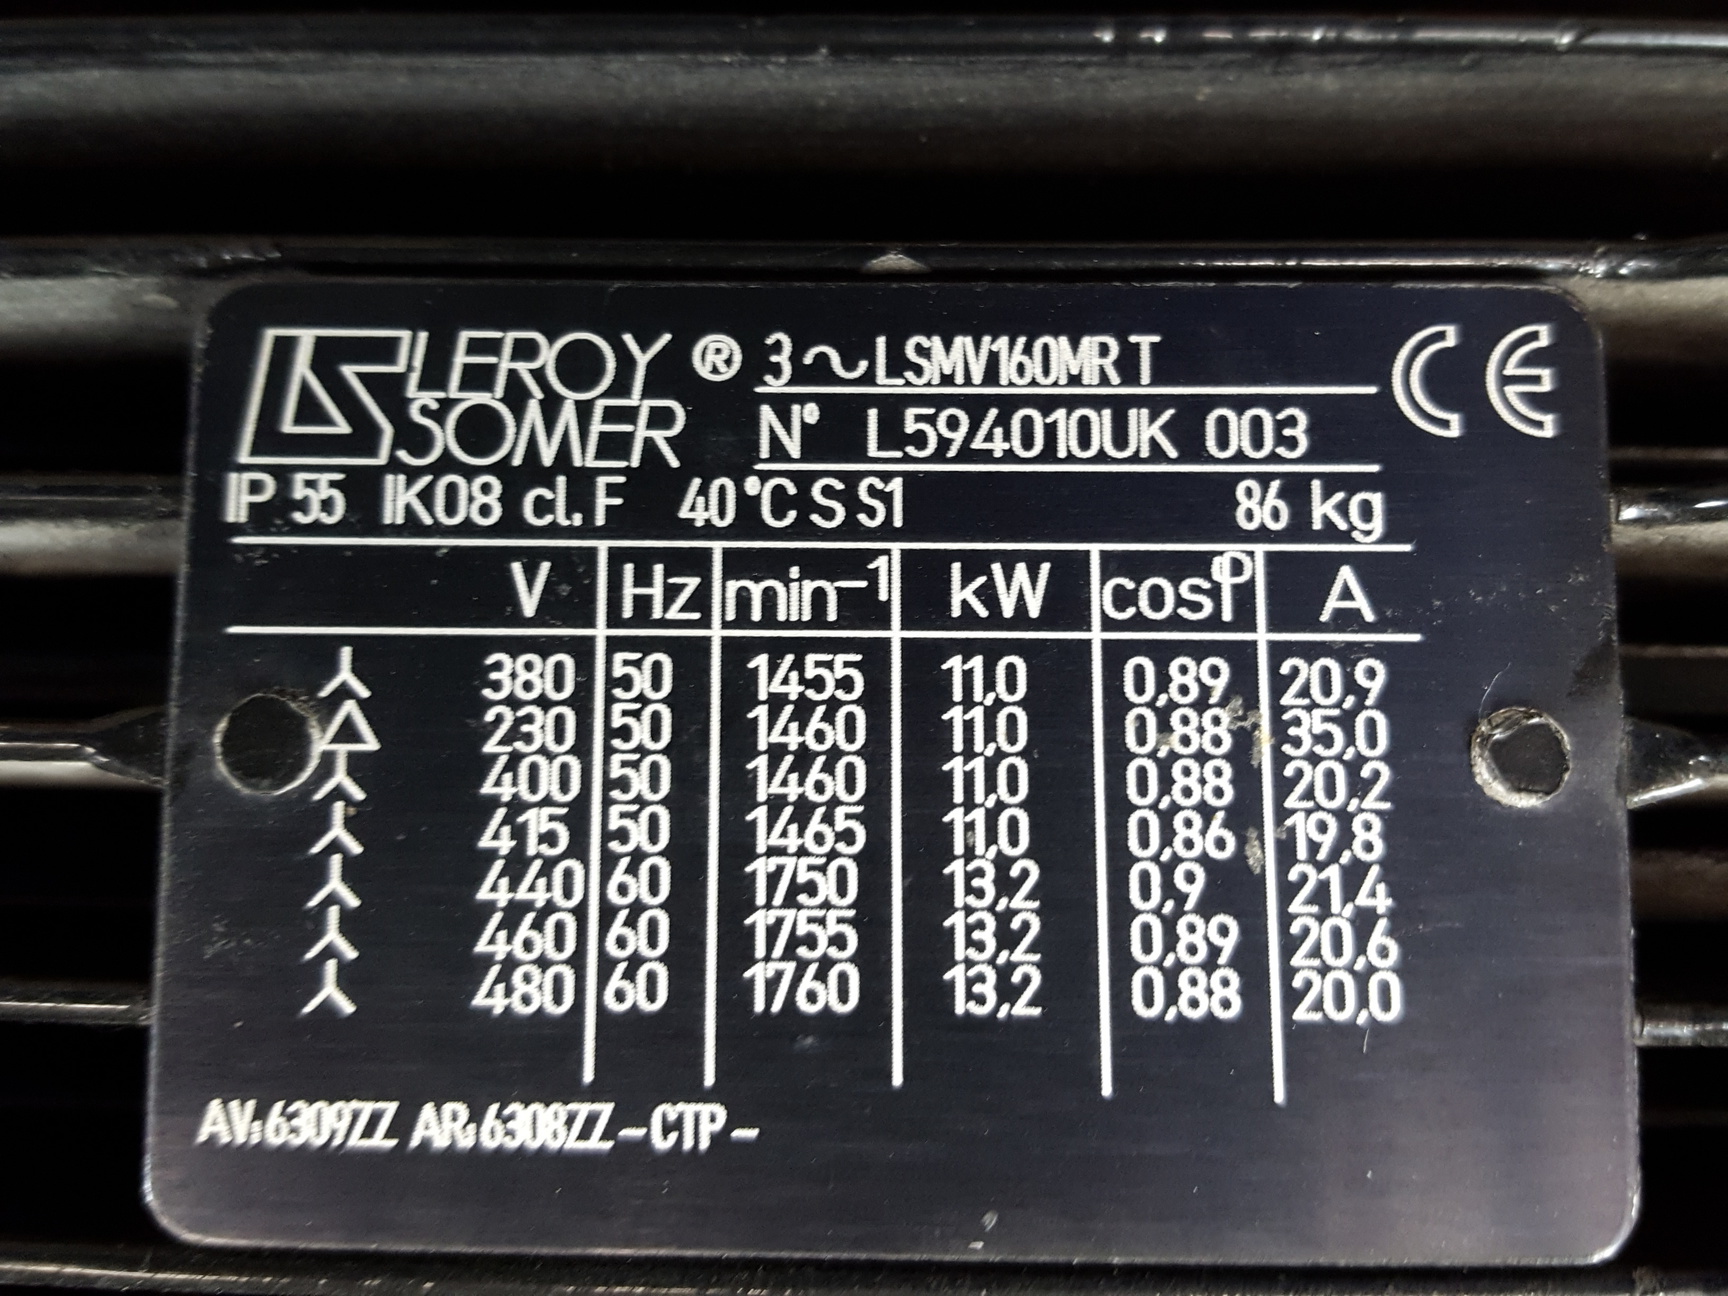 LEROY SOMER ® 3 ~ LSMV160MR T CE
N° L594010UK 003
IP 55 IK08 cl.F 40°C S S1 86 kg
V Hz min-1 kW cosφ A
⅄ 380 50 1455 11,0 0,89 20,9
△ 230 50 1460 11,0 0,88 35,0
⅄ 400 50 1460 11,0 0,88 20,2
⅄ 415 50 1465 11,0 0,86 19,8
⅄ 440 60 1750 13,2 0,9 21,4
⅄ 460 60 1755 13,2 0,89 20,6
⅄ 480 60 1760 13,2 0,88 20,0
AV:6309ZZ AR:6308ZZ -CTP-